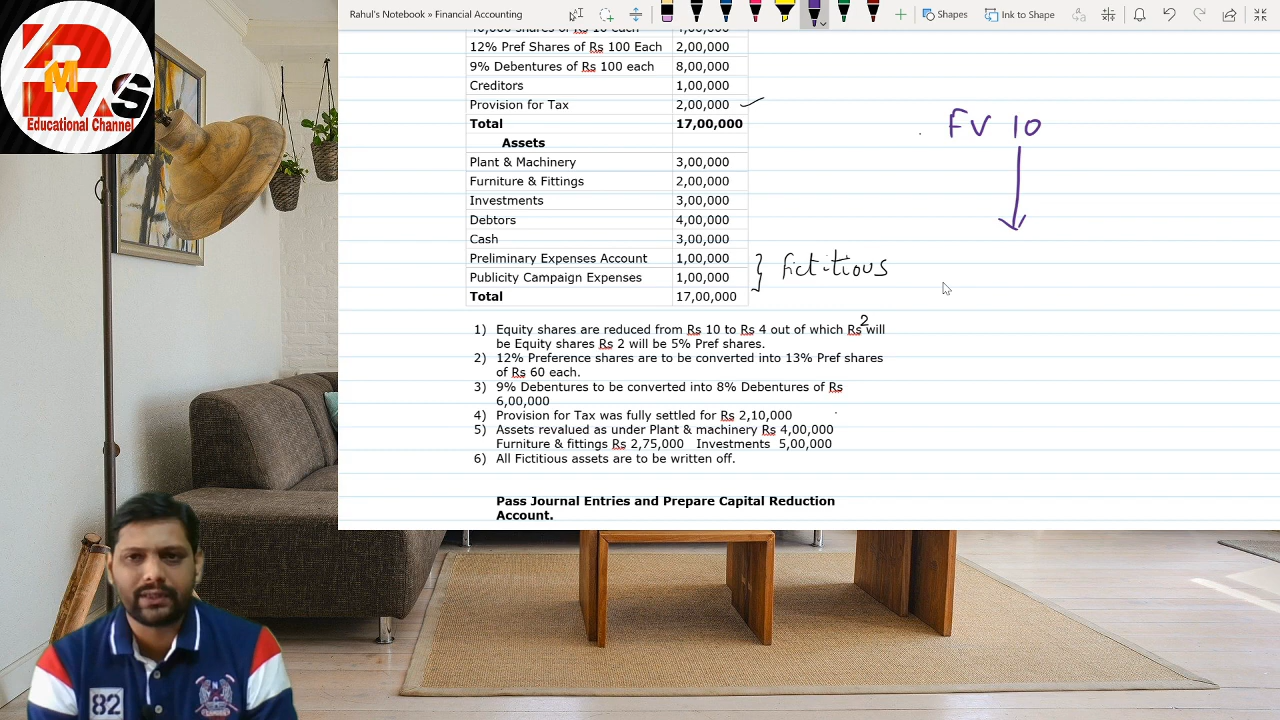 Rahul's Notebook » Financial Accounting
Shapes
Ink to Shape
R
M
S
Educational Channel
40,000 Shares of Rs 10 each 4,00,000
12% Pref Shares of Rs 100 Each 2,00,000
9% Debentures of Rs 100 each 8,00,000
Creditors 1,00,000
Provision for Tax 2,00,000
Total 17,00,000
Assets
Plant & Machinery 3,00,000
Furniture & Fittings 2,00,000
Investments 3,00,000
Debtors 4,00,000
Cash 3,00,000
Preliminary Expenses Account 1,00,000
Publicity Campaign Expenses 1,00,000
Total 17,00,000
fictitious
FV 10
1) Equity shares are reduced from Rs 10 to Rs 4 out of which Rs 2 will
be Equity shares Rs 2 will be 5% Pref shares.
2) 12% Preference shares are to be converted into 13% Pref shares
of Rs 60 each.
3) 9% Debentures to be converted into 8% Debentures of Rs
6,00,000
4) Provision for Tax was fully settled for Rs 2,10,000
5) Assets revalued as under Plant & machinery Rs 4,00,000
Furniture & fittings Rs 2,75,000 Investments 5,00,000
6) All Fictitious assets are to be written off.
Pass Journal Entries and Prepare Capital Reduction
Account.
82